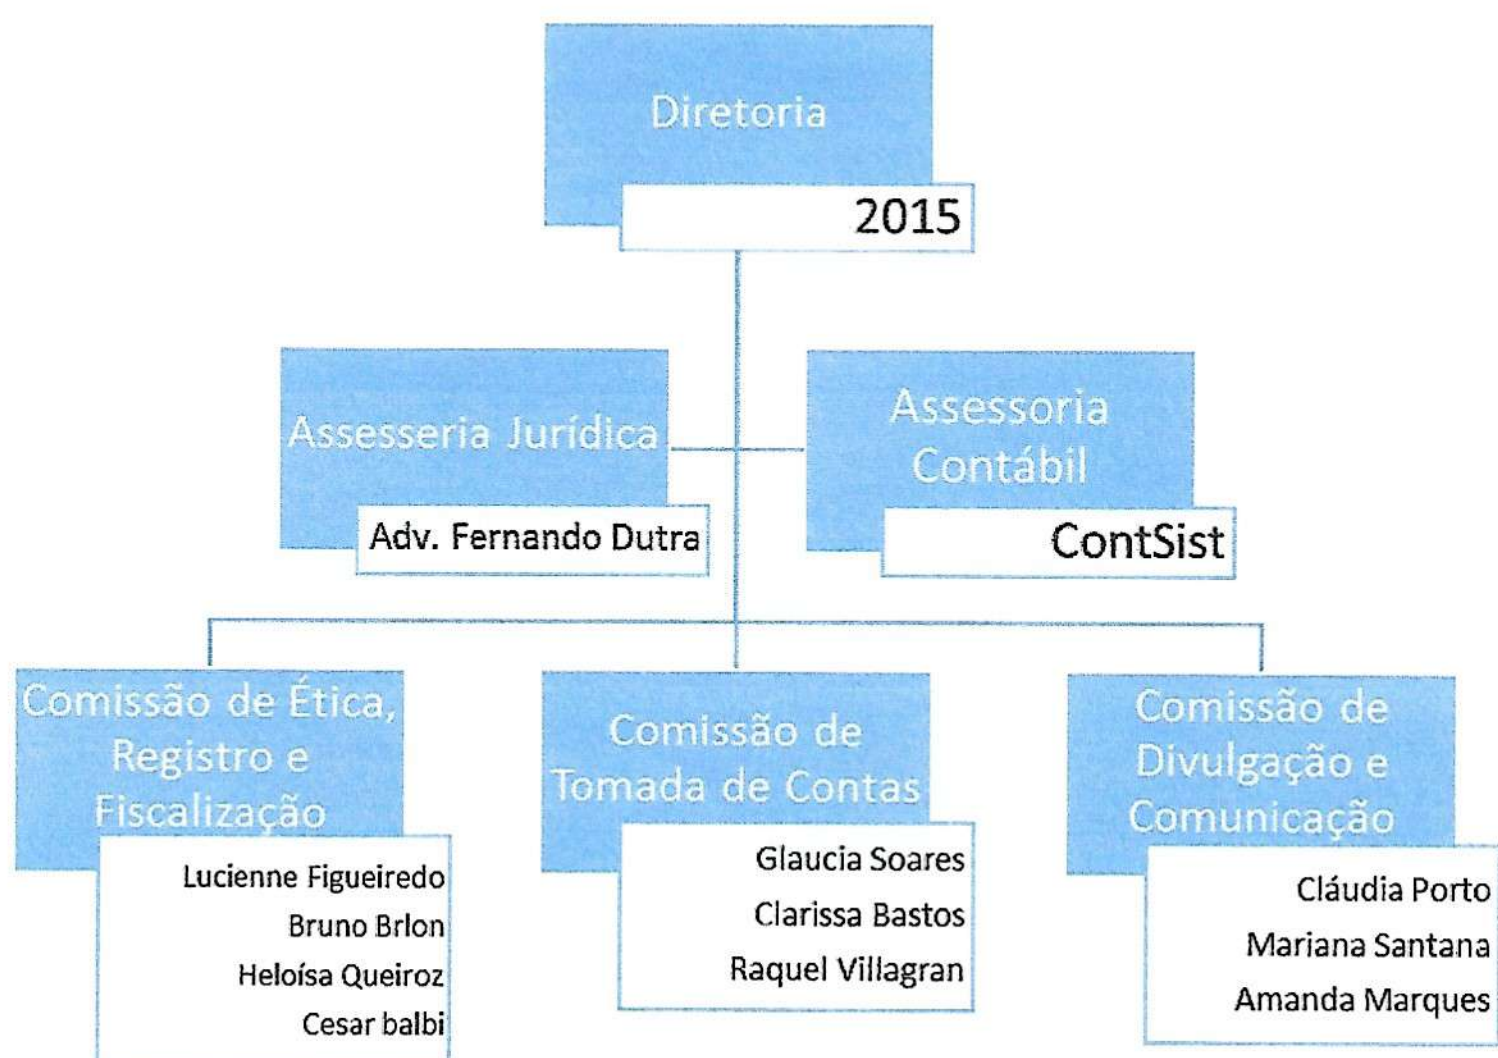 Diretoria
2015
Assesseria Jurídica
Adv. Fernando Dutra
Assessoria
Contábil
ContSist
Comissão de Ética,
Registro e
Fiscalização
Lucienne Figueiredo
Bruno Brlon
Heloísa Queiroz
Cesar balbi
Comissão de
Tomada de Contas
Glaucia Soares
Clarissa Bastos
Raquel Villagran
Comissão de
Divulgação e
Comunicação
Cláudia Porto
Mariana Santana
Amanda Marques